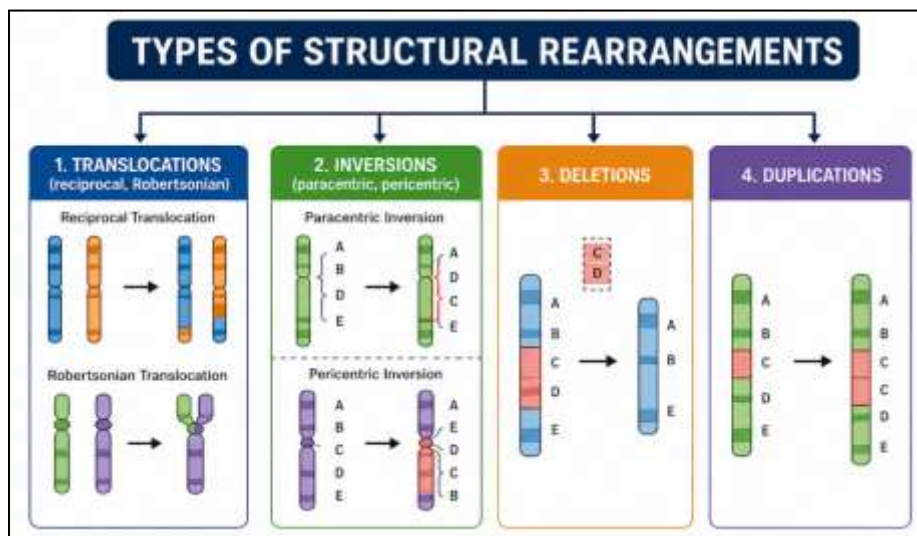 TYPES OF STRUCTURAL REARRANGEMENTS
1. TRANSLOCATIONS
(reciprocal, Robertsonian)
Reciprocal Translocation
Robertsonian Translocation
2. INVERSIONS
(paracentric, pericentric)
Paracentric Inversion
A
B
D
E
A
D
C
E
Pericentric Inversion
A
B
C
D
E
A
E
D
C
B
3. DELETIONS
C
D
A
B
C
D
E
A
B
E
4. DUPLICATIONS
A
B
C
D
E
A
B
C
C
D
E